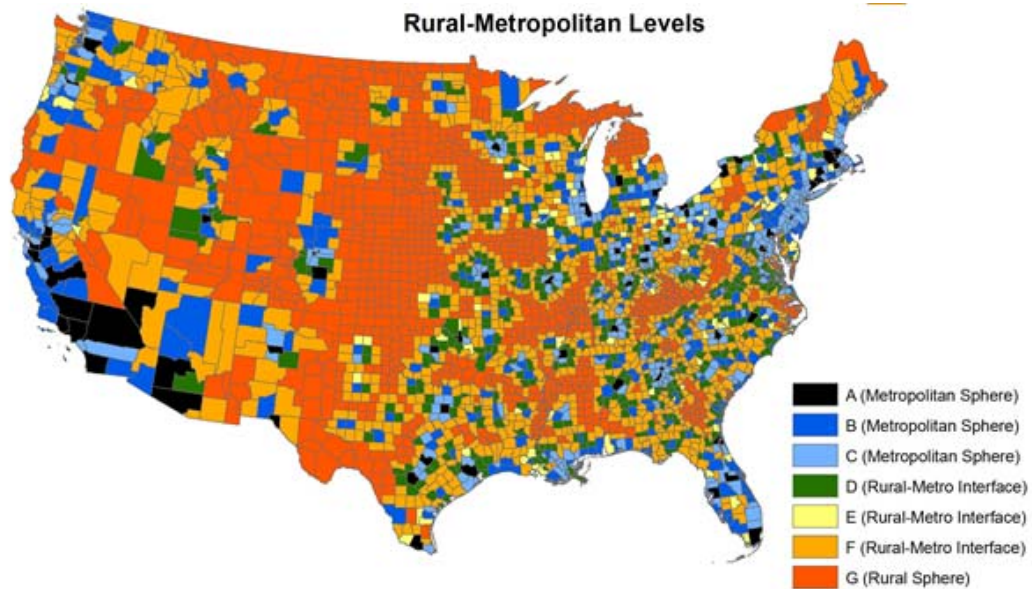 Rural-Metropolitan Levels
A (Metropolitan Sphere)
B (Metropolitan Sphere)
C (Metropolitan Sphere)
D (Rural-Metro Interface)
E (Rural-Metro Interface)
F (Rural-Metro Interface)
G (Rural Sphere)